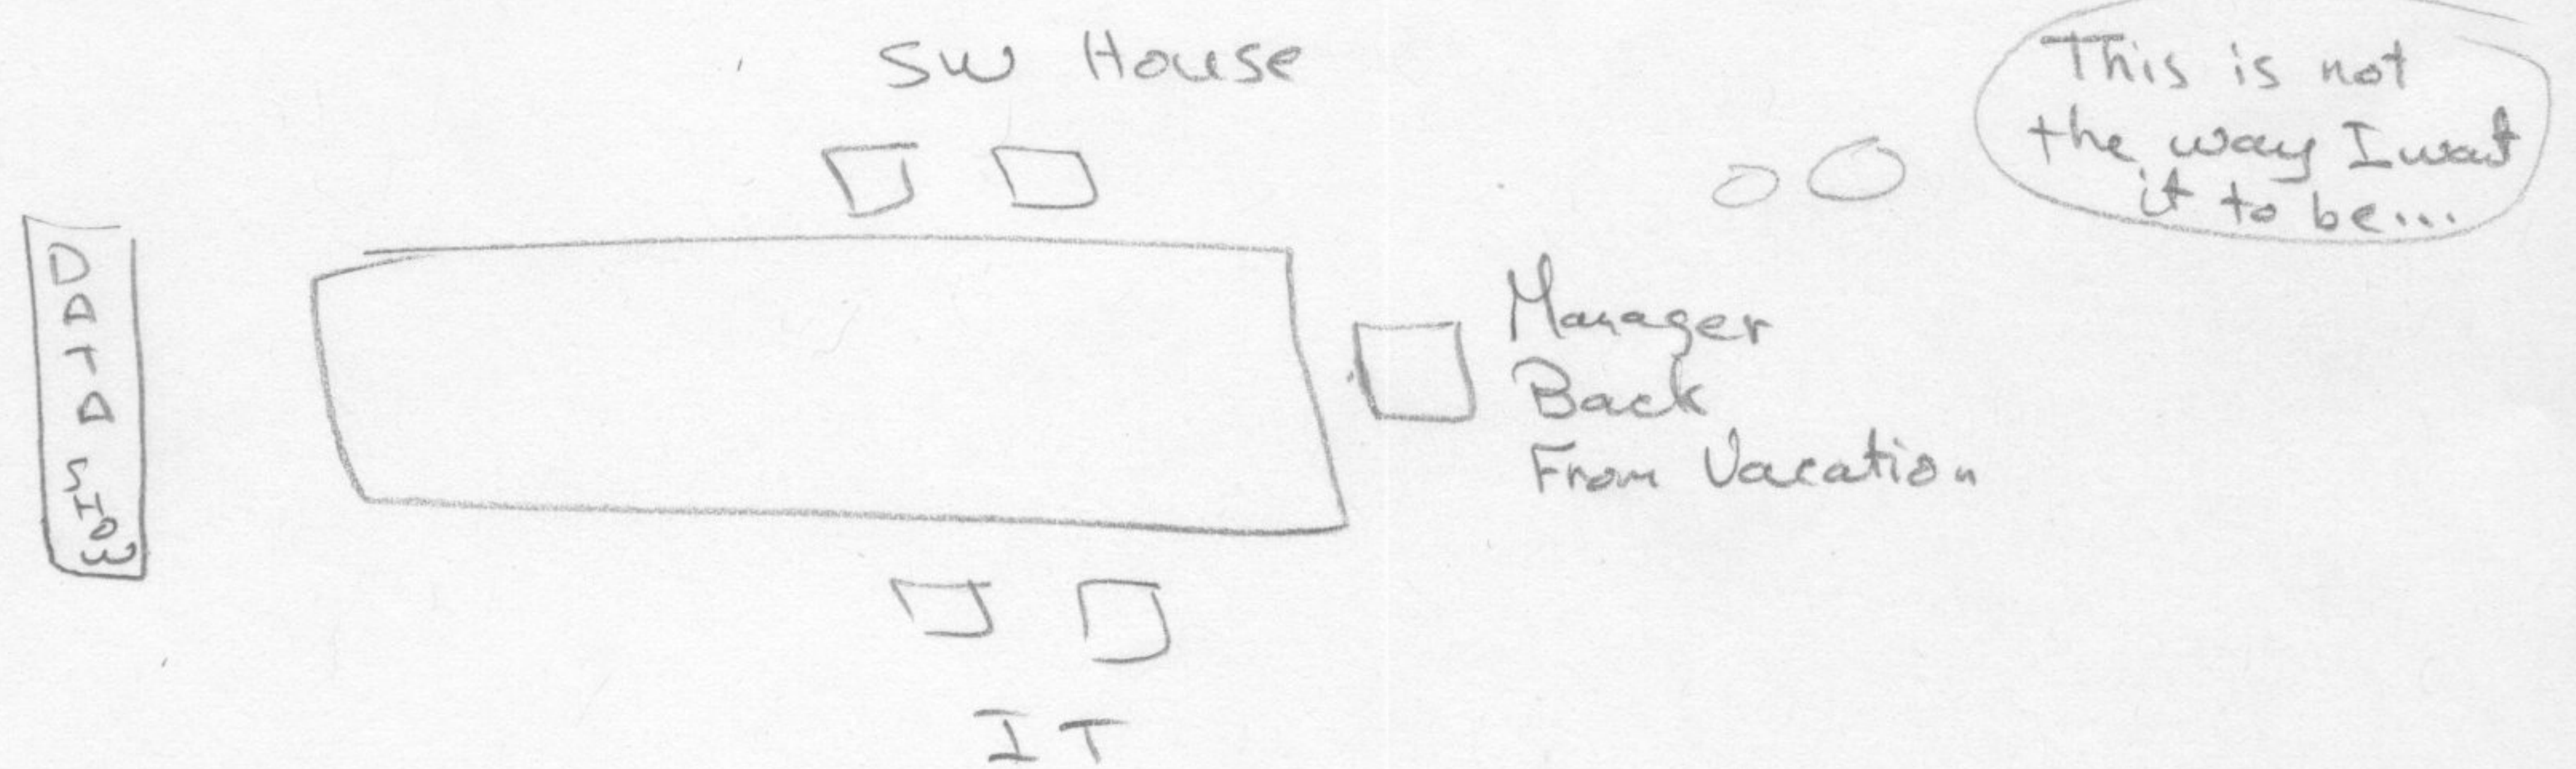 SW House
This is not
the way I want
it to be...
DATA SHOW
Manager
Back
From Vacation
IT